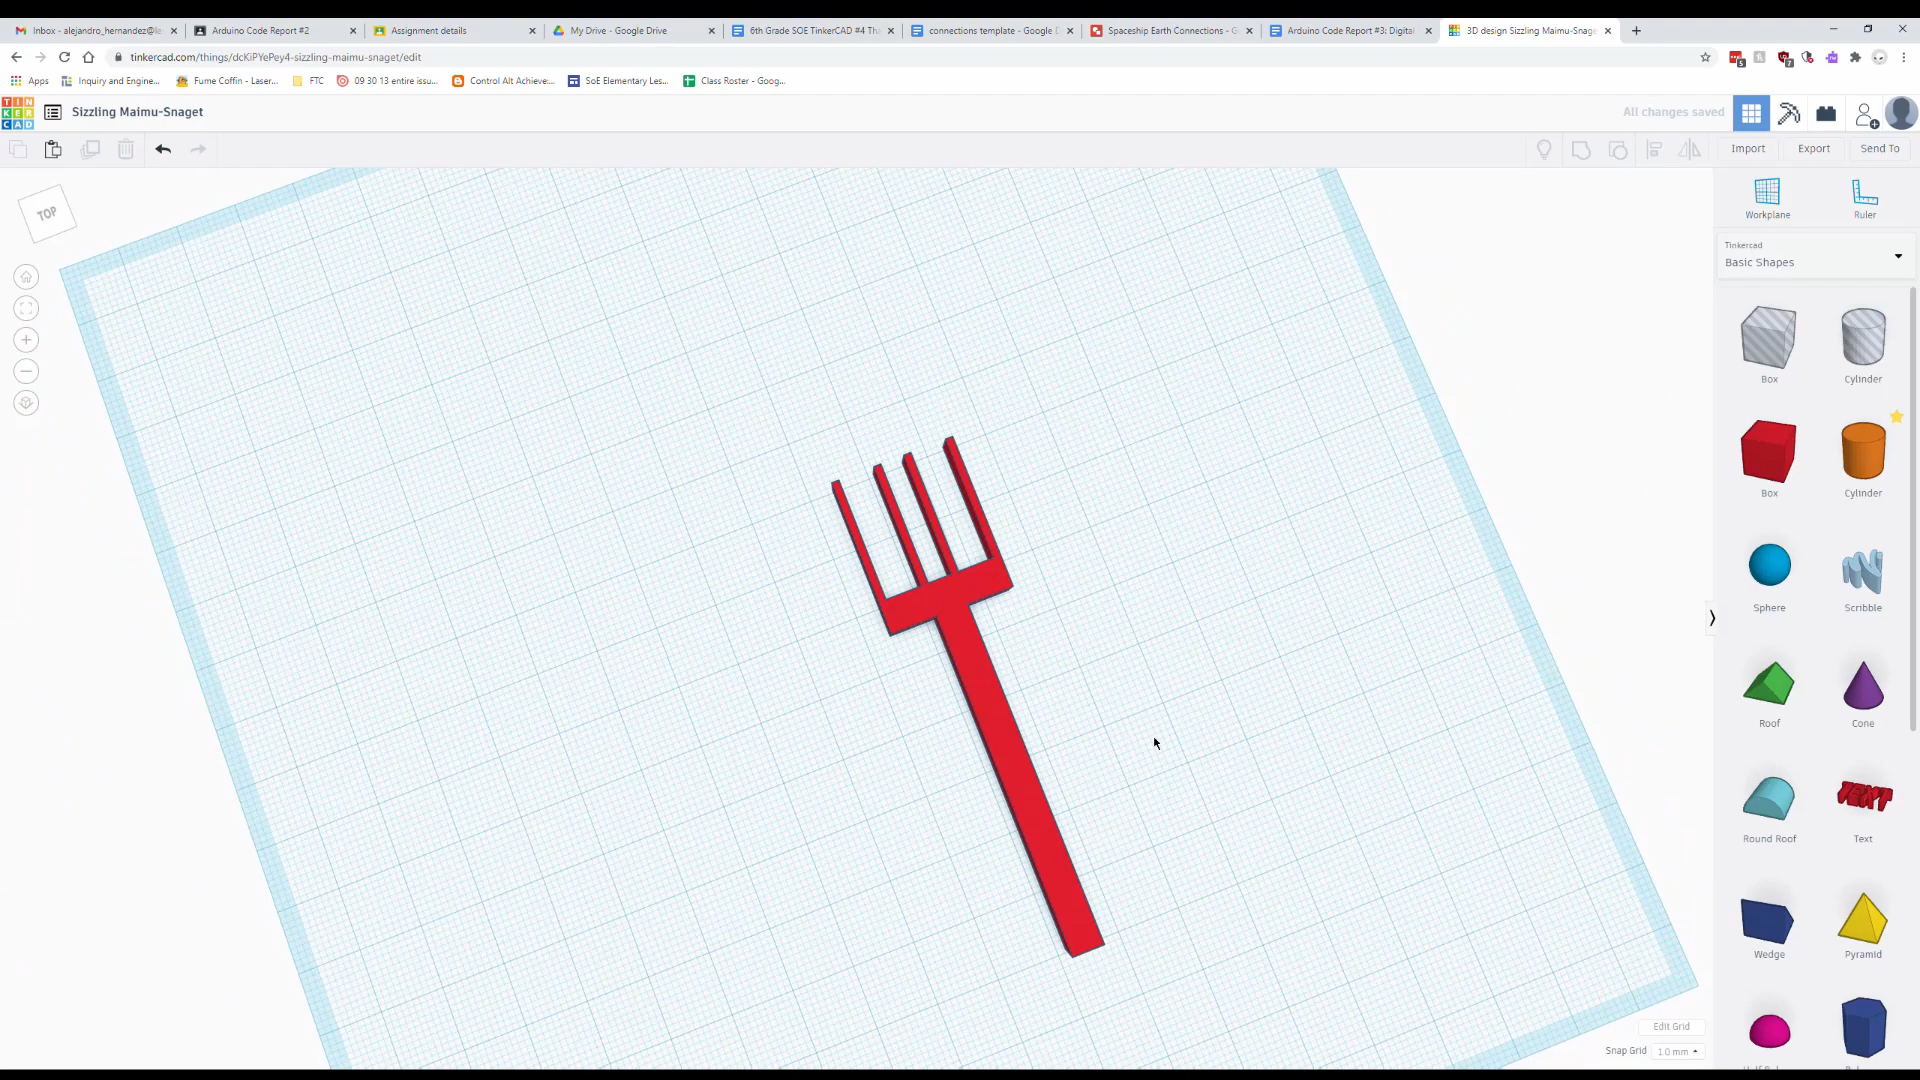 Inbox - alejandro_hernandez@le
Arduino Code Report #2
Assignment details
My Drive - Google Drive
6th Grade SOE TinkerCAD #4 Th
connections template - Google D
Spaceship Earth Connections - G
Arduino Code Report #3: Digital
3D design Sizzling Maimu-Snage
tinkercad.com/things/dcKiPYePey4-sizzling-maimu-snaget/edit
Apps
Inquiry and Engine...
Fume Coffin - Laser...
FTC
09 30 13 entire issu...
Control Alt Achieve:...
SoE Elementary Les...
Class Roster - Goog...
TIN
KER
CAD
Sizzling Maimu-Snaget
All changes saved
Import
Export
Send To
TOP
Workplane
Ruler
Tinkercad
Basic Shapes
Box
Cylinder
Box
Cylinder
Sphere
Scribble
Roof
Cone
TEXT
Round Roof
Text
Wedge
Pyramid
Edit Grid
Snap Grid 1.0 mm